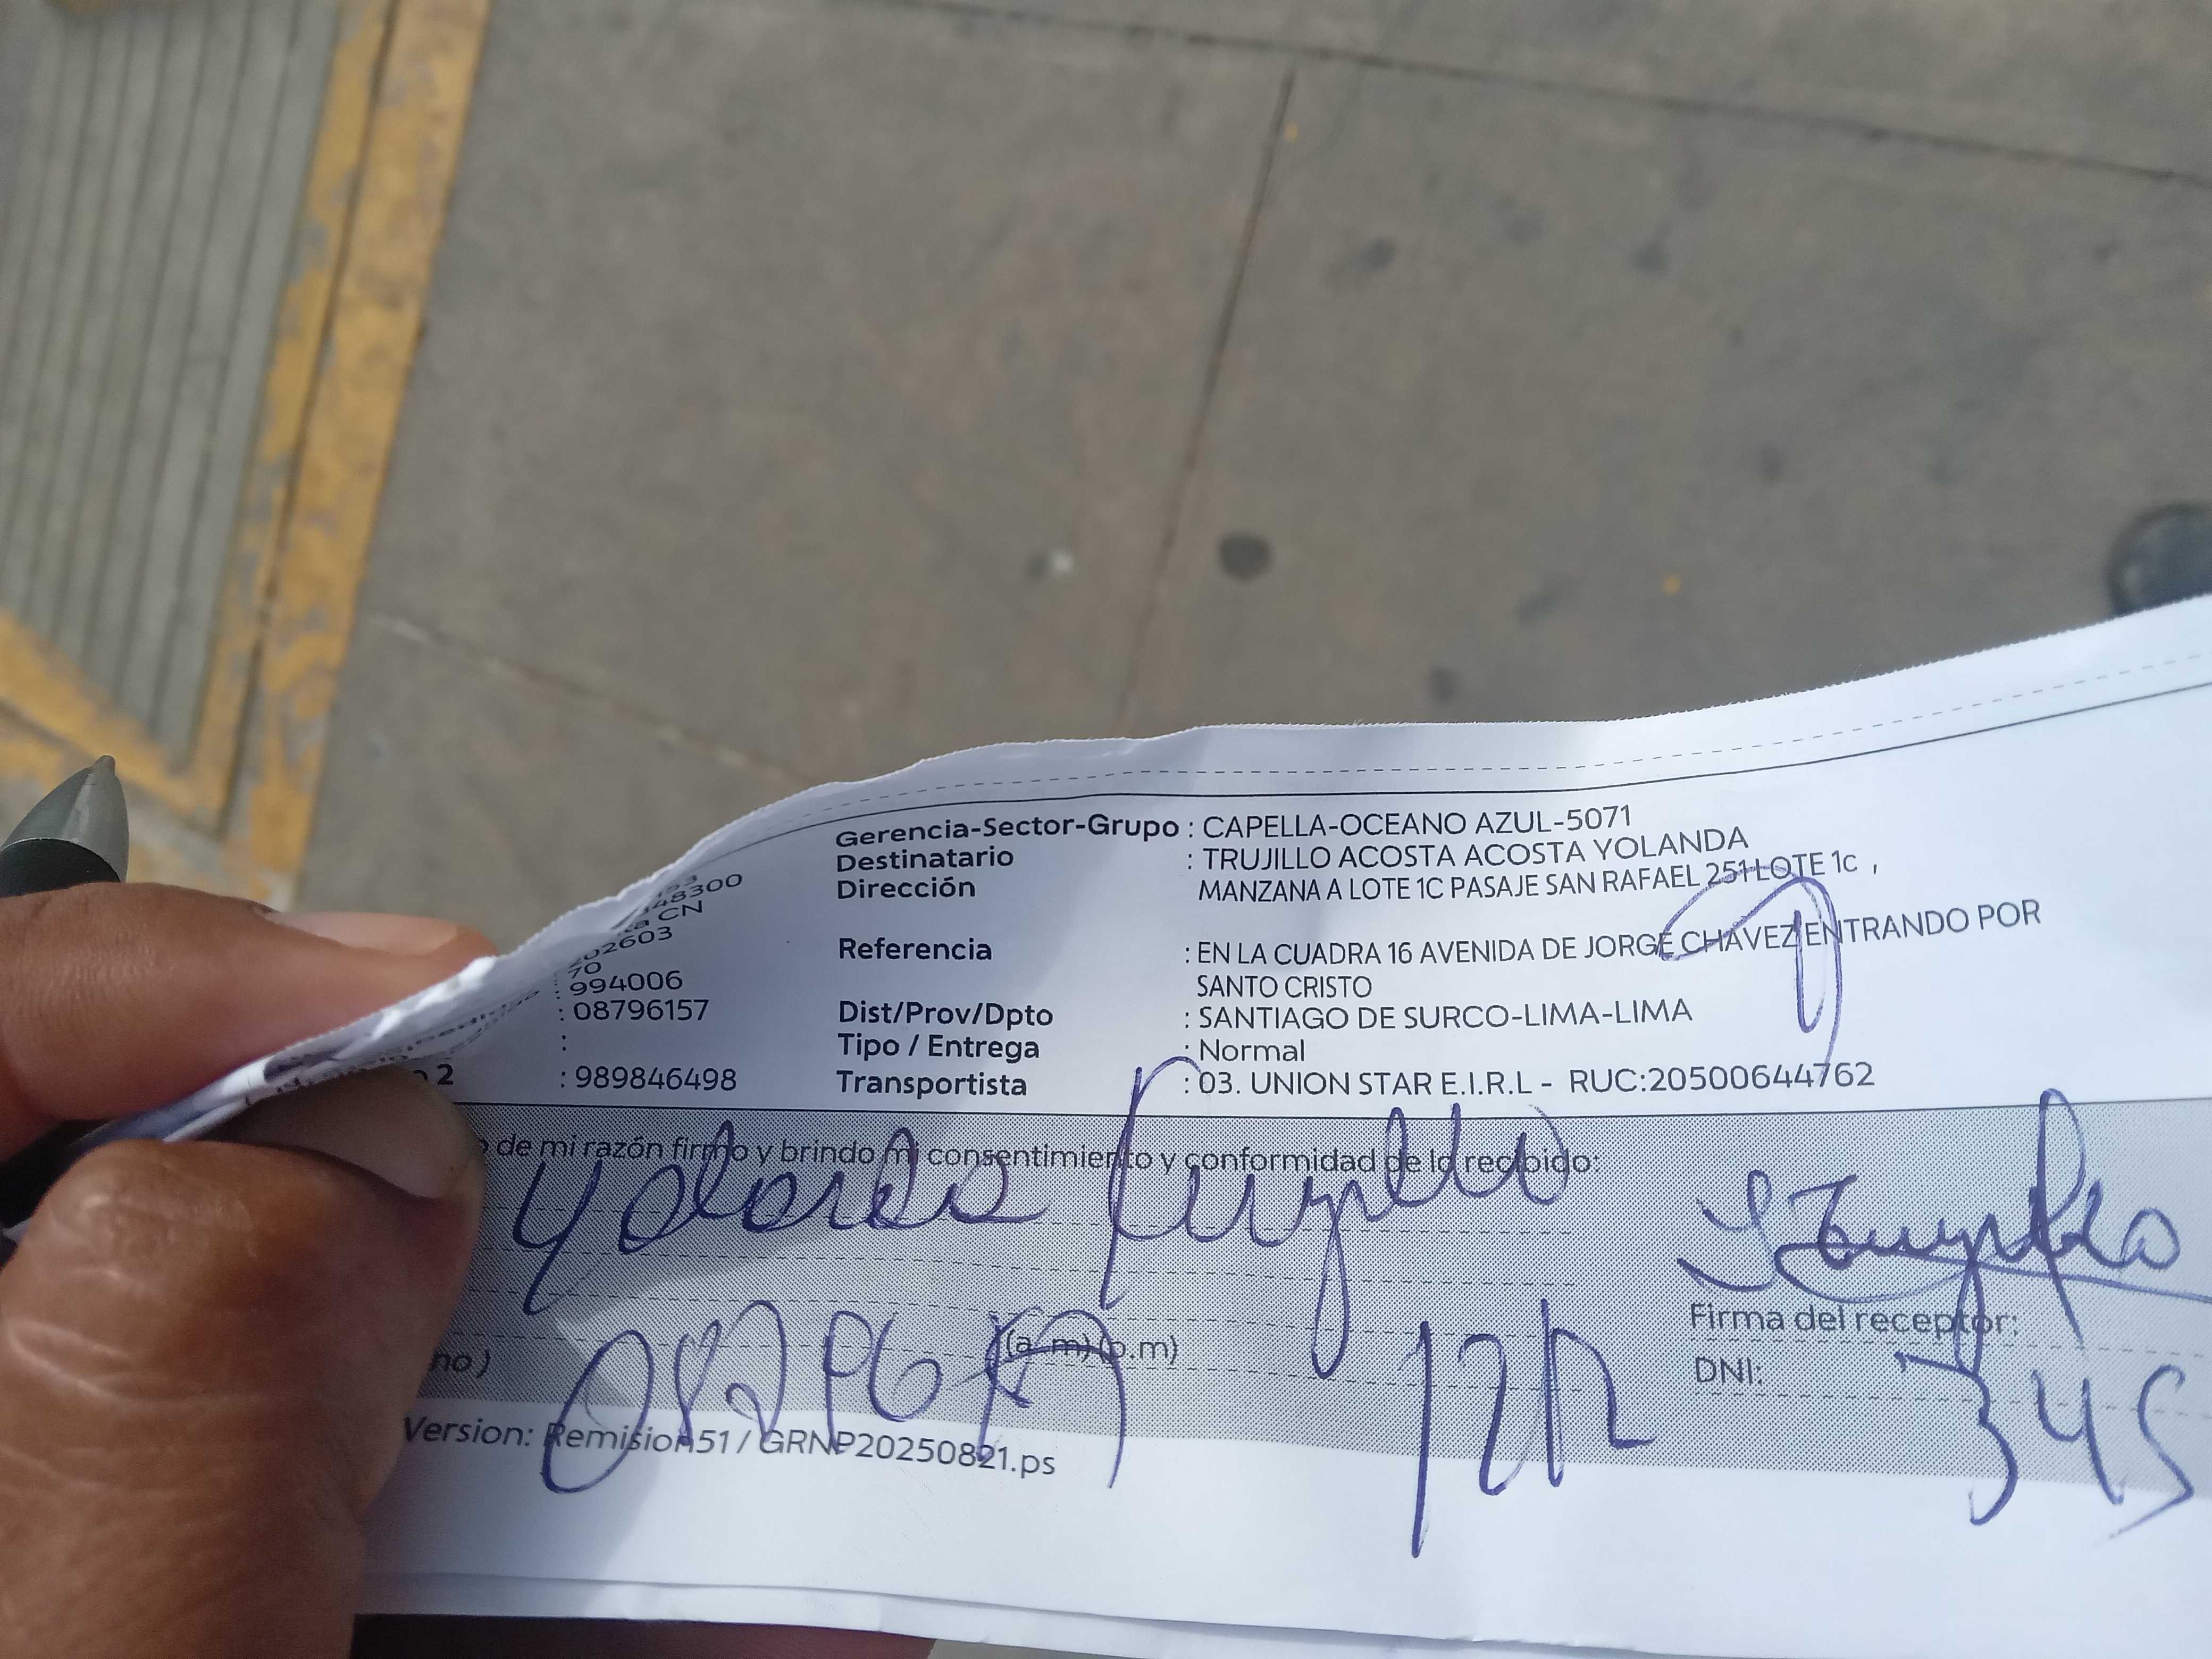 Gerencia-Sector-Grupo : CAPELLA-OCEANO AZUL-5071
Destinatario : TRUJILLO ACOSTA ACOSTA YOLANDA
Dirección MANZANA A LOTE 1C PASAJE SAN RAFAEL 251 LOTE 1c ,
Referencia : EN LA CUADRA 16 AVENIDA DE JORGE CHAVEZ ENTRANDO POR
SANTO CRISTO
Dist/Prov/Dpto : SANTIAGO DE SURCO-LIMA-LIMA
Tipo / Entrega : Normal
Transportista : 03. UNION STAR E.I.R.L - RUC:20500644762
48300
CN
02603
70
994006
: 08796157
:
2 : 989846498
de mi razón firmo y brindo mi consentimiento y conformidad de lo recibido:
Yolanda Trujillo
(a.m) (p.m)
Firma del receptor:
no)
DNI:
12
345
Version: Remision51 / GRNP20250821.ps